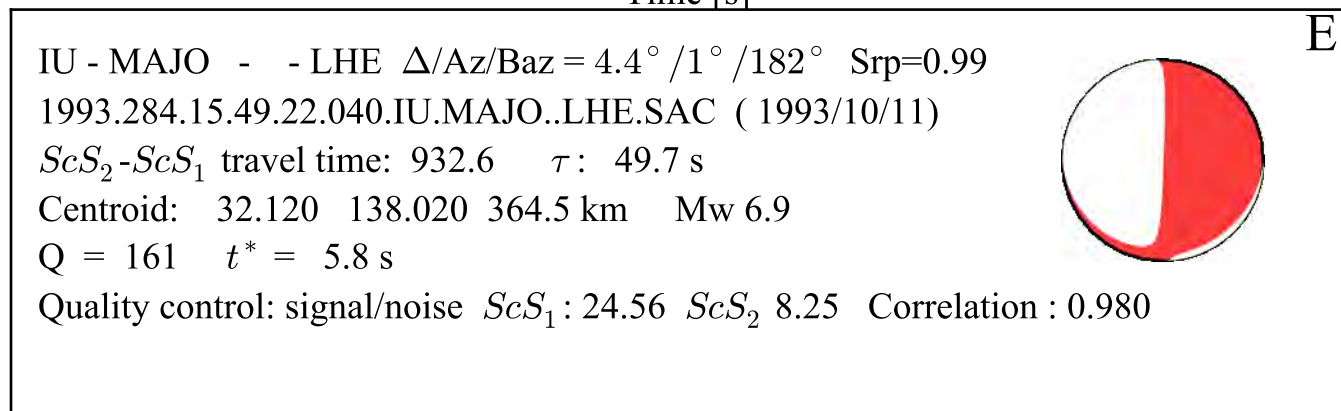 Time [s]
E
IU - MAJO - - LHE Δ/Az/Baz = 4.4° /1° /182° Srp=0.99
1993.284.15.49.22.040.IU.MAJO..LHE.SAC ( 1993/10/11)
ScS₂-ScS₁ travel time: 932.6 τ : 49.7 s
Centroid: 32.120 138.020 364.5 km Mw 6.9
Q = 161 t* = 5.8 s
Quality control: signal/noise ScS₁ : 24.56 ScS₂ 8.25 Correlation : 0.980